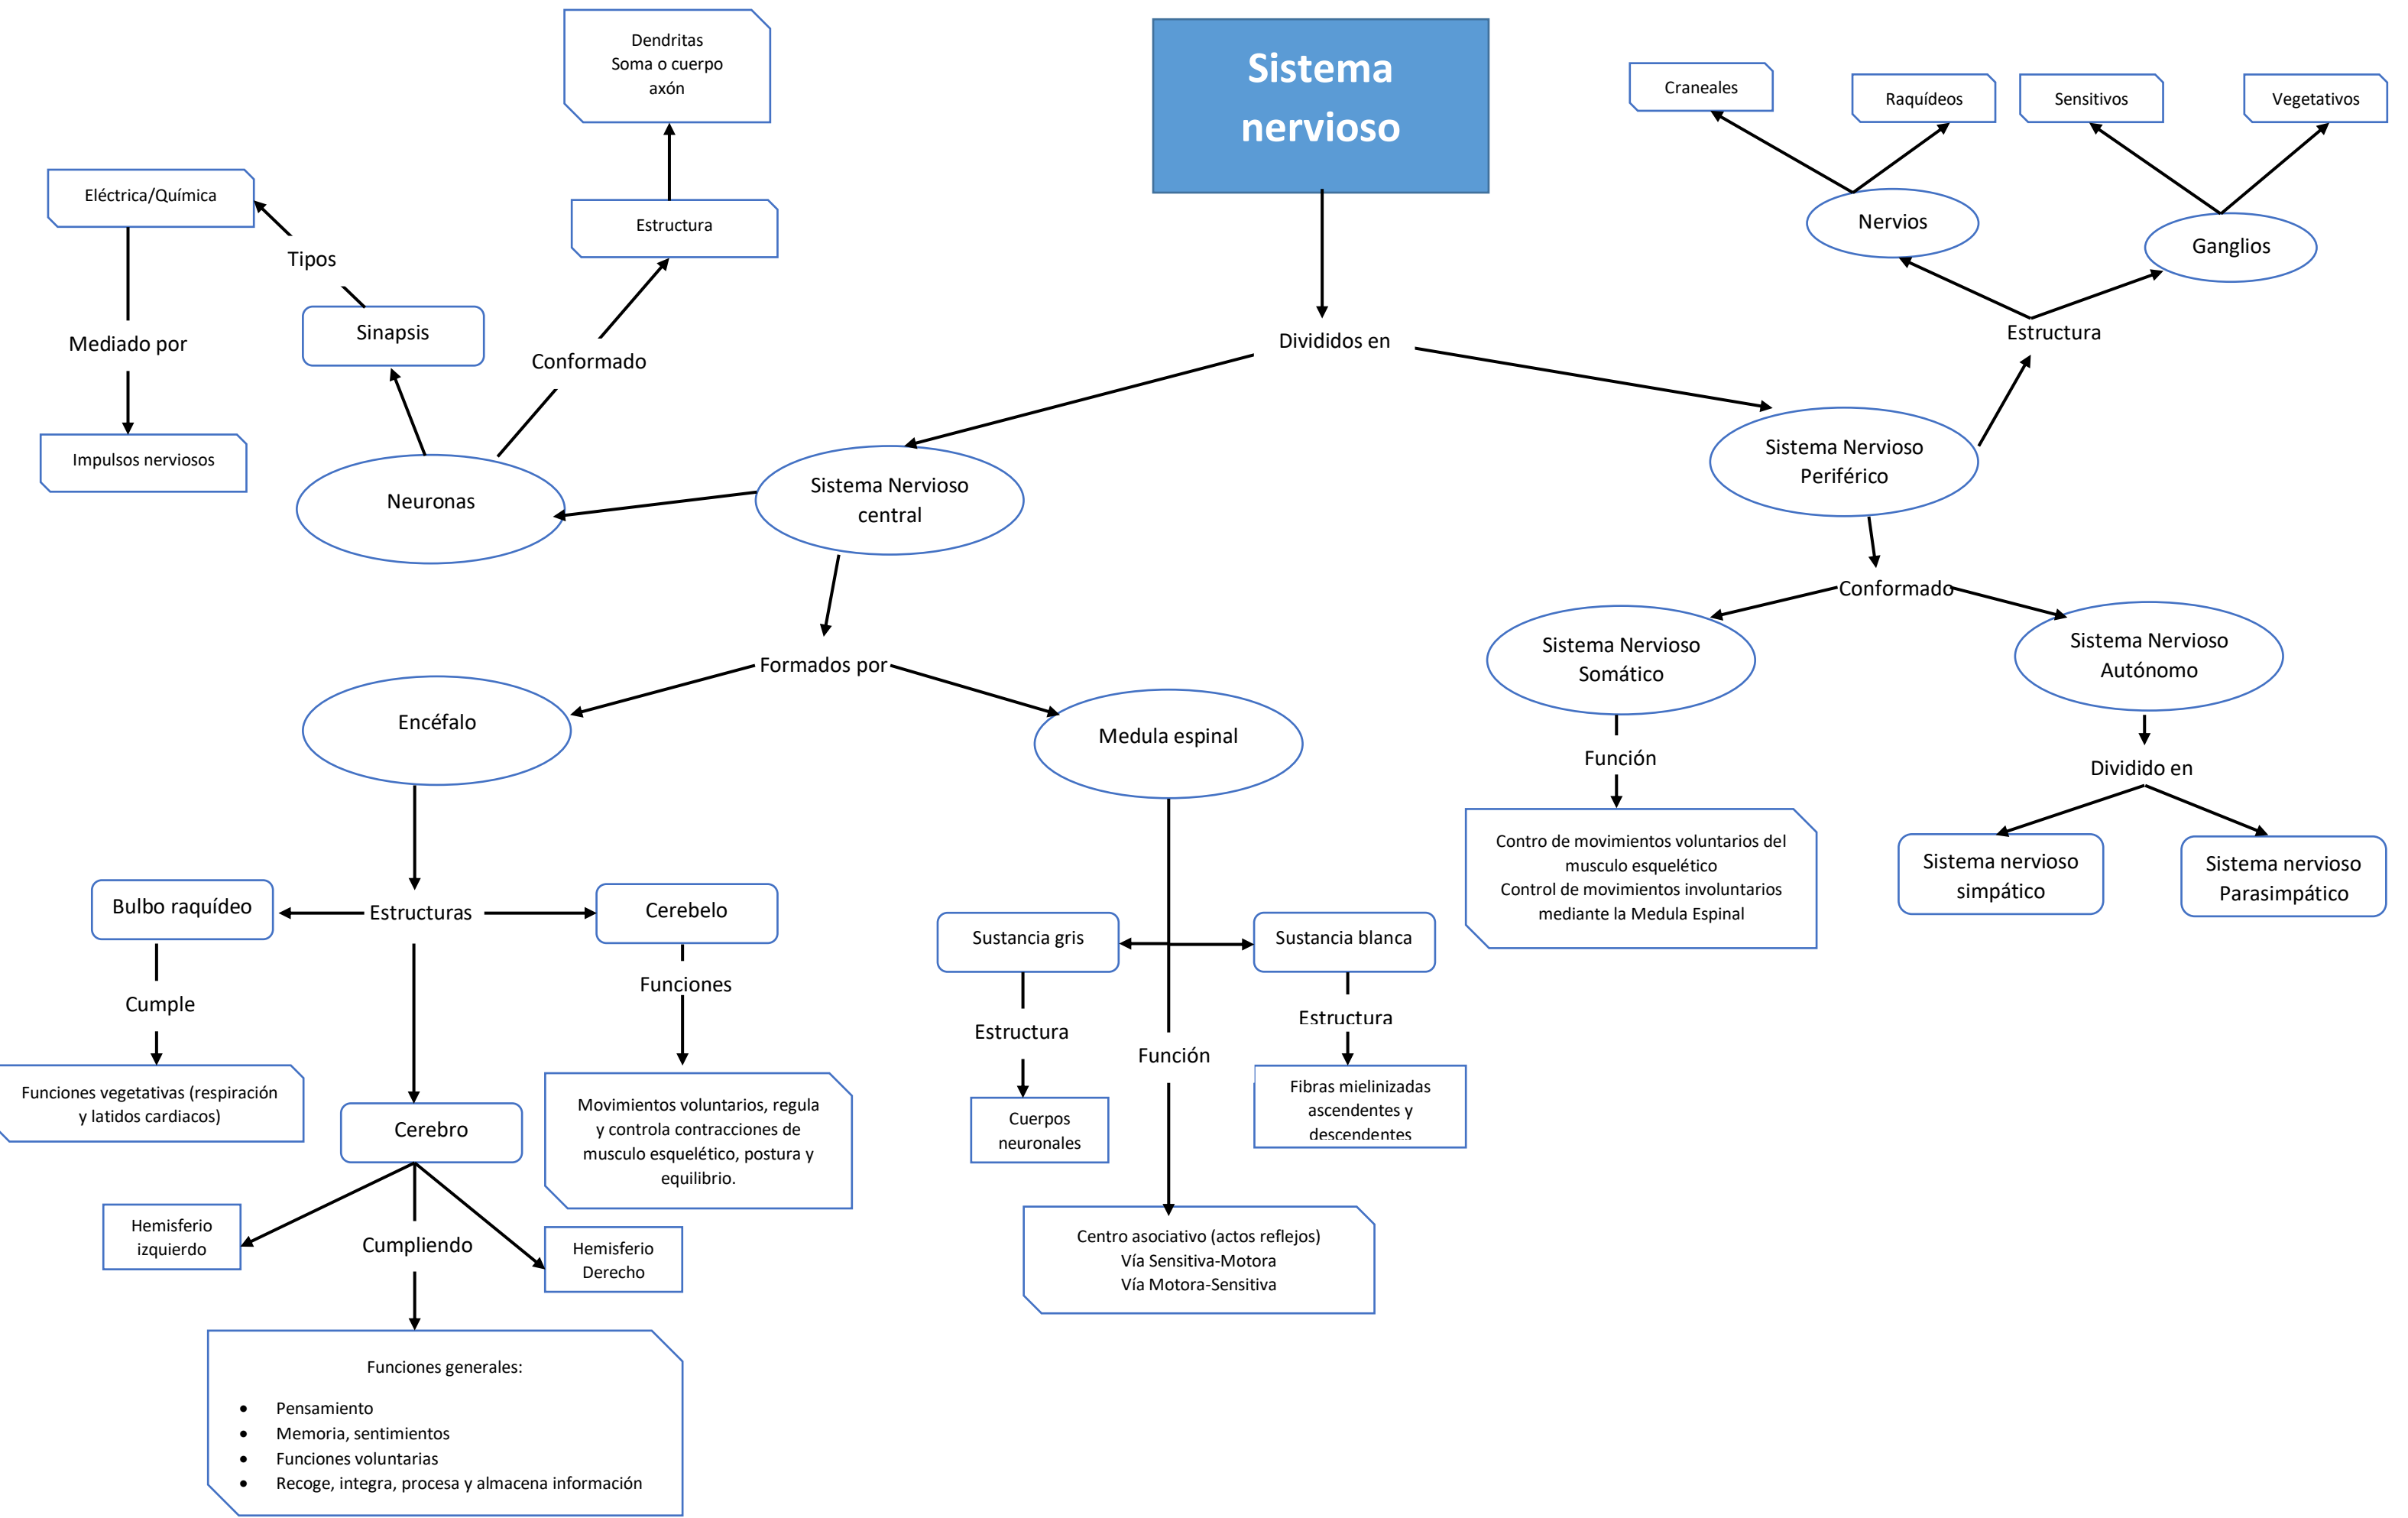 Sistema
nervioso
Dendritas
Soma o cuerpo
axón
Craneales
Raquídeos
Sensitivos
Vegetativos
Eléctrica/Química
Estructura
Nervios
Ganglios
Tipos
Sinapsis
Mediado por
Conformado
Divididos en
Estructura
Impulsos nerviosos
Neuronas
Sistema Nervioso
central
Sistema Nervioso
Periférico
Conformado
Formados por
Sistema Nervioso
Somático
Sistema Nervioso
Autónomo
Encéfalo
Medula espinal
Función
Dividido en
Contro de movimientos voluntarios del
musculo esquelético
Control de movimientos involuntarios
mediante la Medula Espinal
Sistema nervioso
simpático
Sistema nervioso
Parasimpático
Bulbo raquídeo
Estructuras
Cerebelo
Sustancia gris
Sustancia blanca
Cumple
Funciones
Estructura
Función
Estructura
Funciones vegetativas (respiración
y latidos cardiacos)
Cerebro
Movimientos voluntarios, regula
y controla contracciones de
musculo esquelético, postura y
equilibrio.
Cuerpos
neuronales
Fibras mielinizadas
ascendentes y
descendentes
Hemisferio
izquierdo
Cumpliendo
Hemisferio
Derecho
Centro asociativo (actos reflejos)
Vía Sensitiva-Motora
Vía Motora-Sensitiva
Funciones generales:
• Pensamiento
• Memoria, sentimientos
• Funciones voluntarias
• Recoge, integra, procesa y almacena información